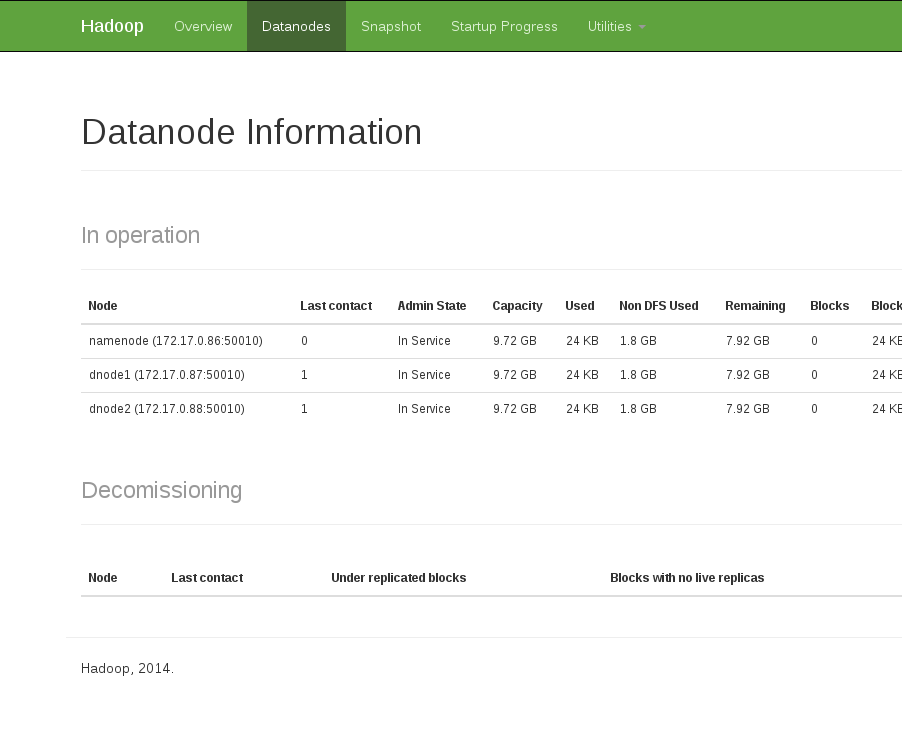 Hadoop Overview Datanodes Snapshot Startup Progress Utilities
Datanode Information
In operation
Node Last contact Admin State Capacity Used Non DFS Used Remaining Blocks Block
namenode (172.17.0.86:50010) 0 In Service 9.72 GB 24 KB 1.8 GB 7.92 GB 0 24 KB
dnode1 (172.17.0.87:50010) 1 In Service 9.72 GB 24 KB 1.8 GB 7.92 GB 0 24 KB
dnode2 (172.17.0.88:50010) 1 In Service 9.72 GB 24 KB 1.8 GB 7.92 GB 0 24 KB
Decomissioning
Node Last contact Under replicated blocks Blocks with no live replicas
Hadoop, 2014.